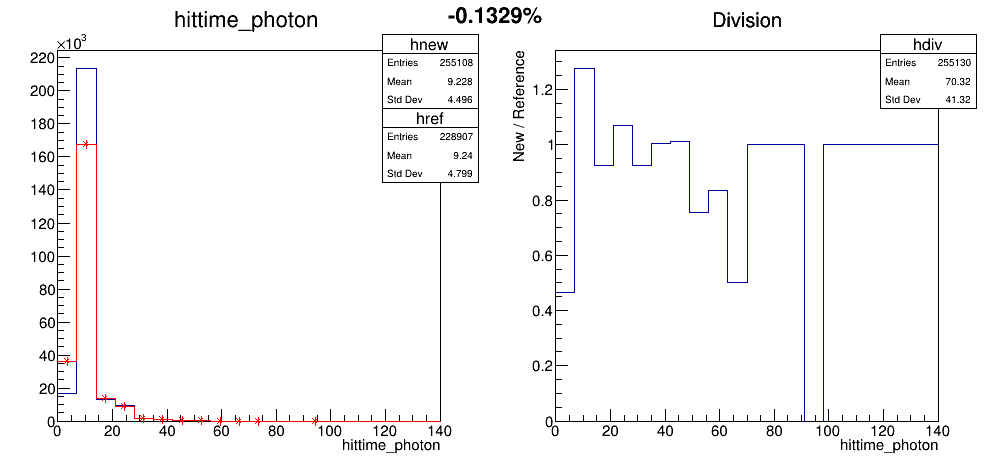 -0.1329%
hittime_photon
×10³
220
200
180
160
140
120
100
80
60
40
20
0
0 20 40 60 80 100 120 140
hittime_photon
hnew
Entries 255108
Mean 9.228
Std Dev 4.496
href
Entries 228907
Mean 9.24
Std Dev 4.799
Division
New / Reference
1.2
1
0.8
0.6
0.4
0.2
0
0 20 40 60 80 100 120 140
hittime_photon
hdiv
Entries 255130
Mean 70.32
Std Dev 41.32